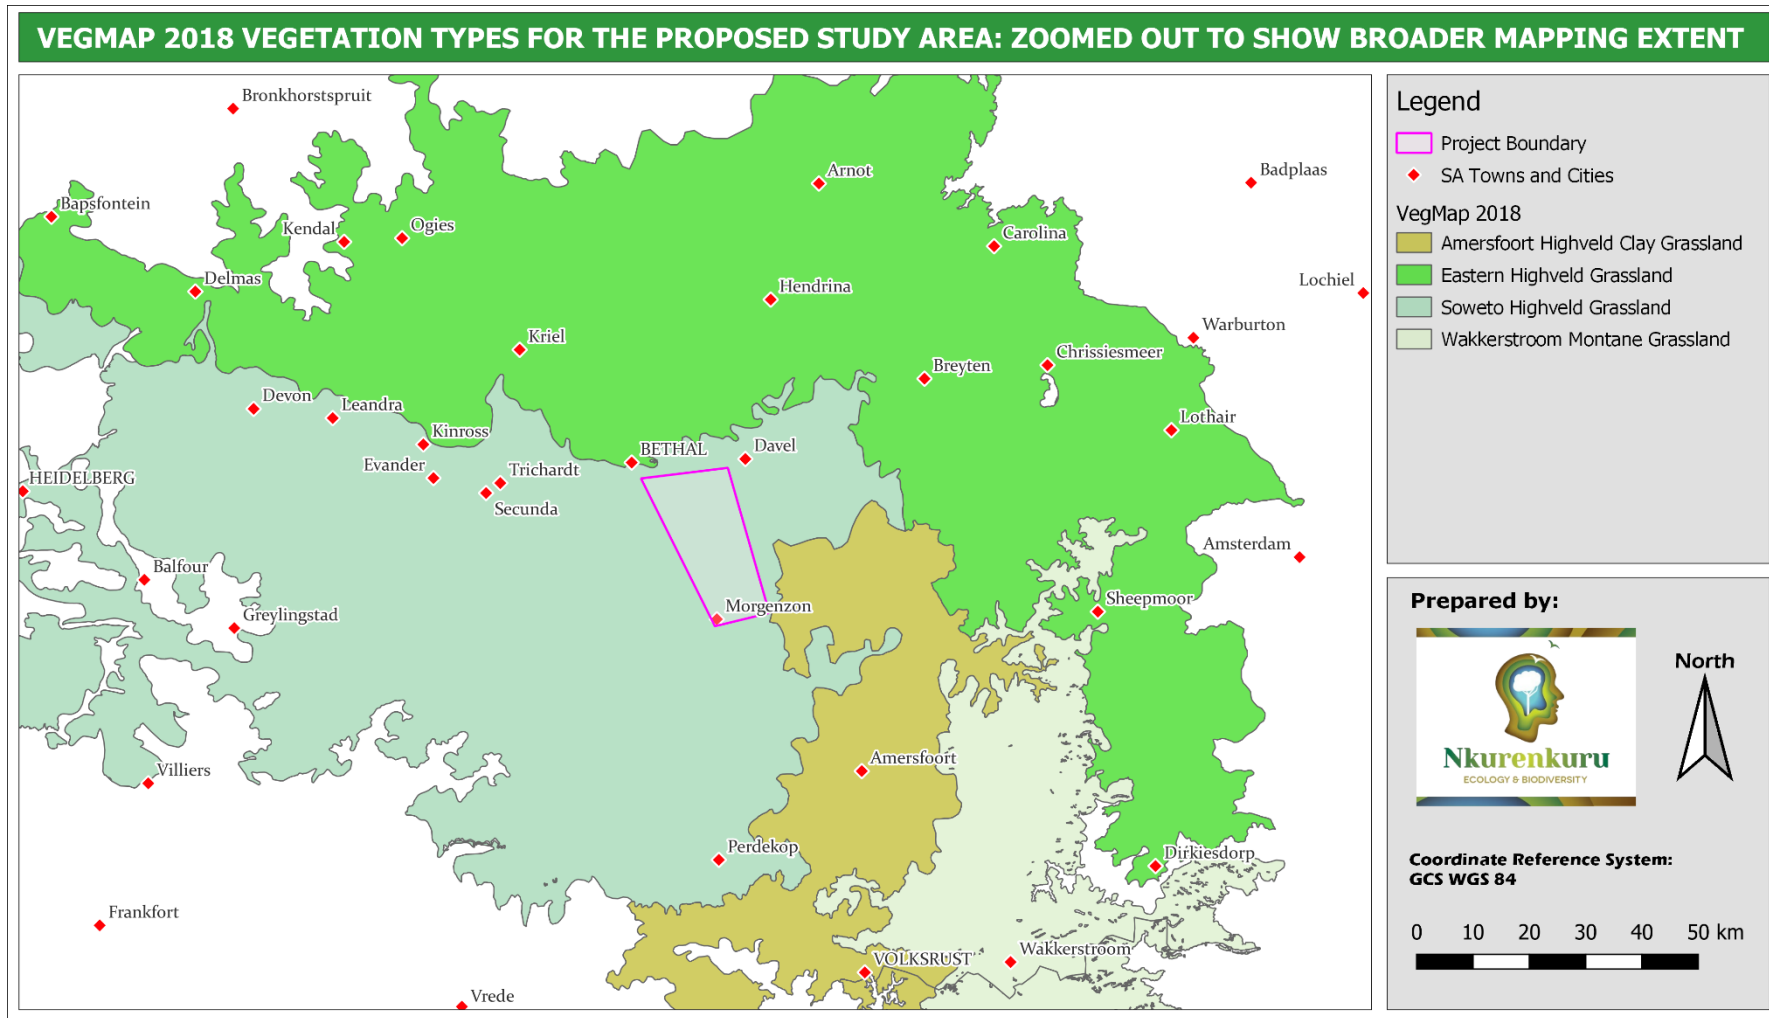 VEGMAP 2018 VEGETATION TYPES FOR THE PROPOSED STUDY AREA: ZOOMED OUT TO SHOW BROADER MAPPING EXTENT
Bronkhorstspruit
Arnot
Badplaas
Bapsfontein
Kendal
Ogies
Carolina
Delmas
Hendrina
Lochiel
Kriel
Warburton
Breyten
Chrissiesmeer
Devon
Leandra
Lothair
Kinross
BETHAL
Davel
Evander
Trichardt
HEIDELBERG
Secunda
Amsterdam
Balfour
Sheepmoor
Greylingstad
Morgenzon
Amersfoort
Villiers
Perdekop
Dirkiesdorp
Frankfort
VOLKSRUST
Wakkerstroom
Vrede
Legend
Project Boundary
SA Towns and Cities
VegMap 2018
Amersfoort Highveld Clay Grassland
Eastern Highveld Grassland
Soweto Highveld Grassland
Wakkerstroom Montane Grassland
Prepared by:
Nkurenkuru
ECOLOGY & BIODIVERSITY
North
Coordinate Reference System:
GCS WGS 84
0 10 20 30 40 50 km